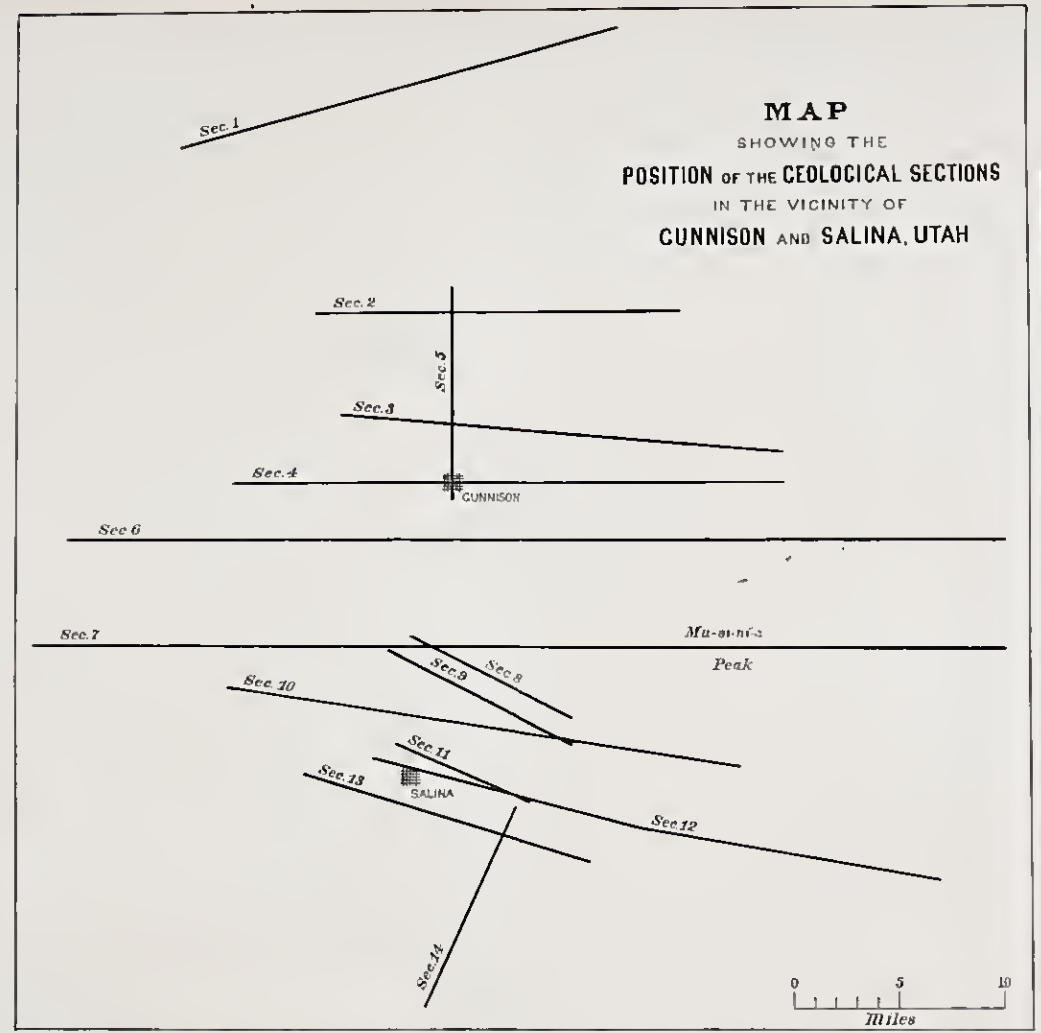 Sec. 1
MAP
SHOWING THE
POSITION OF THE GEOLOGICAL SECTIONS
IN THE VICINITY OF
GUNNISON AND SALINA, UTAH
Sec. 2
Sec. 5
Sec. 3
Sec. 4
GUNNISON
Sec 6
Sec. 7
Peak
Sec 8
Sec. 9
Sec. 10
Sec. 11
Sec. 13
SALINA
Sec. 12
Sec. 14
0 5 10
Miles